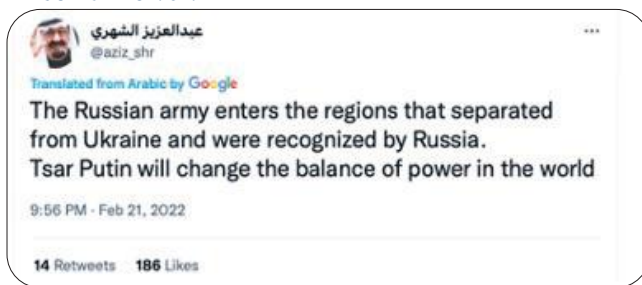 عبدالعزيز الشهري
@aziz_shr
Translated from Arabic by Google
The Russian army enters the regions that separated
from Ukraine and were recognized by Russia.
Tsar Putin will change the balance of power in the world
9:56 PM · Feb 21, 2022
14 Retweets 186 Likes